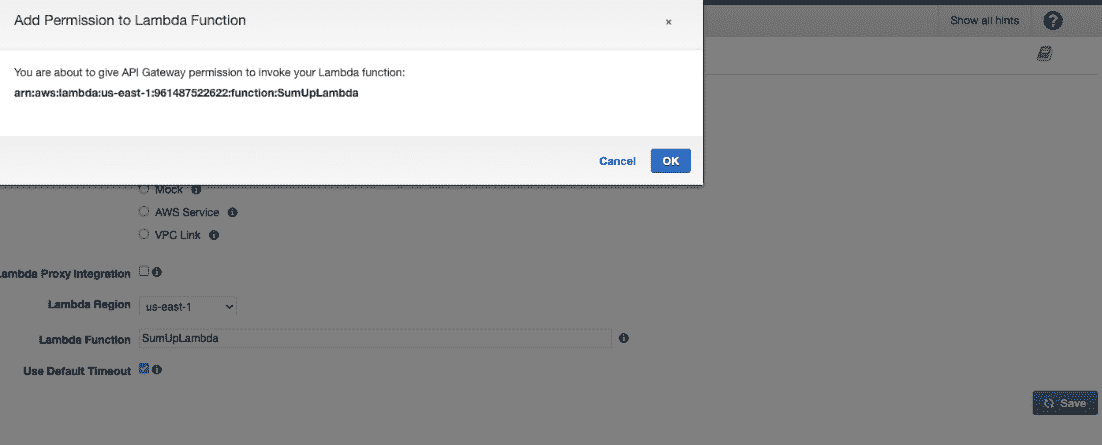 Add Permission to Lambda Function
×
Show all hints
?
You are about to give API Gateway permission to invoke your Lambda function:
arn:aws:lambda:us-east-1:961487522622:function:SumUpLambda
Cancel
OK
Mock
AWS Service
VPC Link
ambda Proxy Integration
Lambda Region us-east-1
Lambda Function SumUpLambda
Use Default Timeout
Save